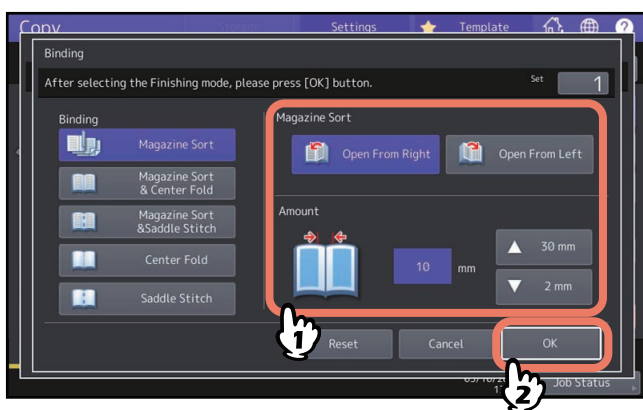 Copy
Settings
Template
?
Binding
After selecting the Finishing mode, please press [OK] button.
Set
1
Binding
Magazine Sort
Magazine Sort
& Center Fold
Magazine Sort
&Saddle Stitch
Center Fold
Saddle Stitch
Magazine Sort
Open From Right
Open From Left
Amount
10 mm
30 mm
2 mm
1
Reset
Cancel
OK
2
Job Status